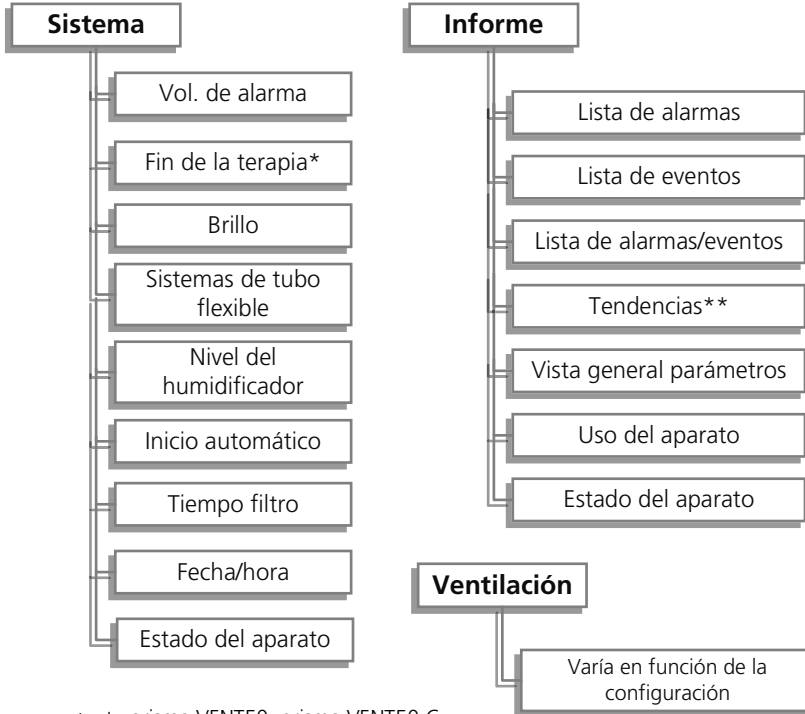 Sistema
Vol. de alarma
Fin de la terapia*
Brillo
Sistemas de tubo
flexible
Nivel del
humidificador
Inicio automático
Tiempo filtro
Fecha/hora
Estado del aparato
Informe
Lista de alarmas
Lista de eventos
Lista de alarmas/eventos
Tendencias**
Vista general parámetros
Uso del aparato
Estado del aparato
Ventilación
Varía en función de la
configuración